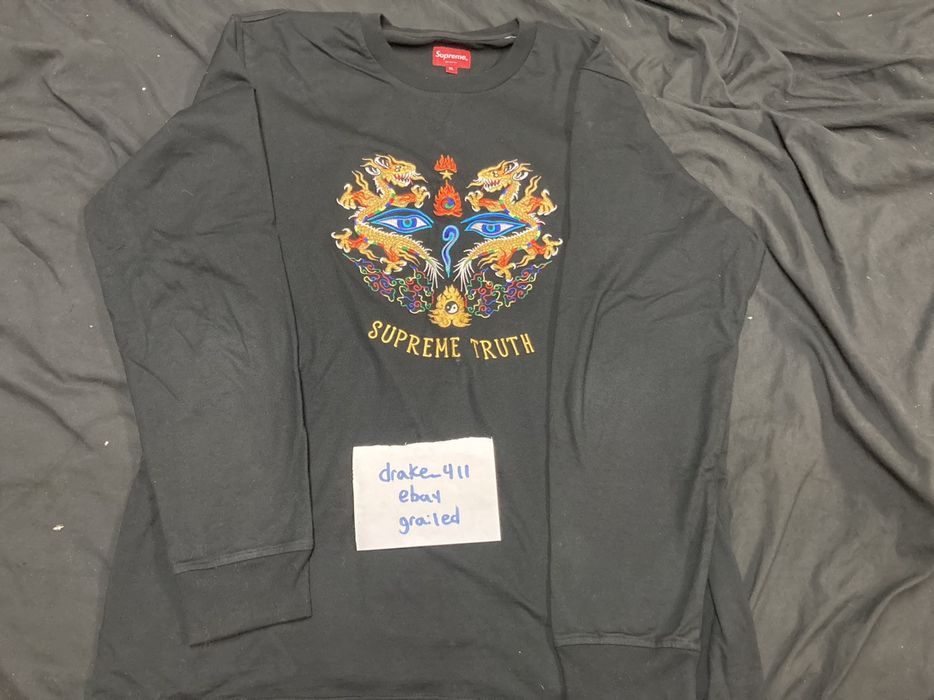 Supreme.
SUPREME TRUTH
drake_411
ebay
grailed